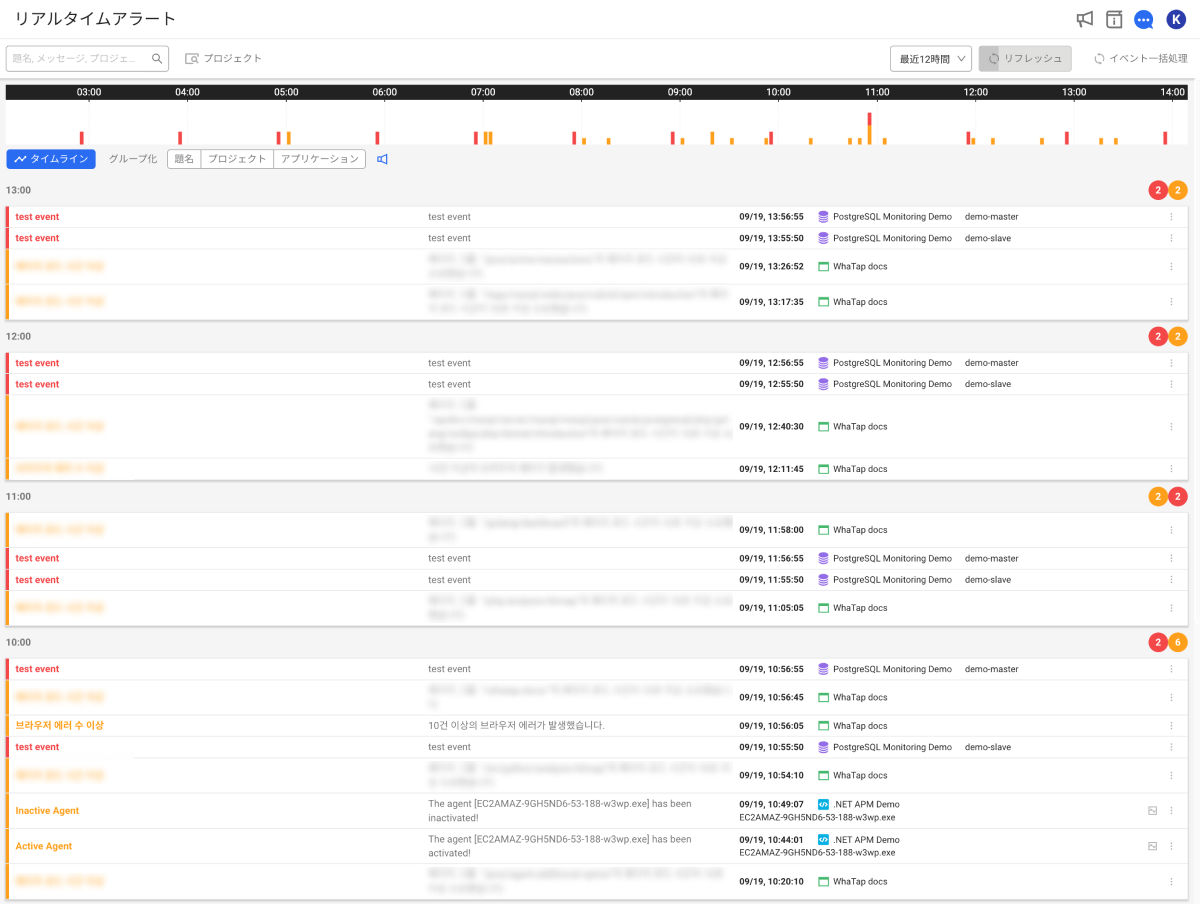 リアルタイムアラート
K
題名, メッセージ, プロジェ...
プロジェクト
最近12時間
リフレッシュ
イベント一括処理
03:00 04:00 05:00 06:00 07:00 08:00 09:00 10:00 11:00 12:00 13:00 14:00
タイムライン グループ化 題名 プロジェクト アプリケーション
13:00 2 2
test event test event 09/19, 13:56:55 PostgreSQL Monitoring Demo demo-master
test event test event 09/19, 13:55:50 PostgreSQL Monitoring Demo demo-slave
09/19, 13:26:52 WhaTap docs
09/19, 13:17:35 WhaTap docs
12:00 2 2
test event test event 09/19, 12:56:55 PostgreSQL Monitoring Demo demo-master
test event test event 09/19, 12:55:50 PostgreSQL Monitoring Demo demo-slave
09/19, 12:40:30 WhaTap docs
09/19, 12:11:45 WhaTap docs
11:00 2 2
09/19, 11:58:00 WhaTap docs
test event test event 09/19, 11:56:55 PostgreSQL Monitoring Demo demo-master
test event test event 09/19, 11:55:50 PostgreSQL Monitoring Demo demo-slave
09/19, 11:05:05 WhaTap docs
10:00 2 6
test event test event 09/19, 10:56:55 PostgreSQL Monitoring Demo demo-master
09/19, 10:56:45 WhaTap docs
브라우저 에러 수 이상 10건 이상의 브라우저 에러가 발생했습니다. 09/19, 10:56:05 WhaTap docs
test event test event 09/19, 10:55:50 PostgreSQL Monitoring Demo demo-slave
09/19, 10:54:10 WhaTap docs
Inactive Agent The agent [EC2AMAZ-9GH5ND6-53-188-w3wp.exe] has been 09/19, 10:49:07 .NET APM Demo
inactivated! EC2AMAZ-9GH5ND6-53-188-w3wp.exe
Active Agent The agent [EC2AMAZ-9GH5ND6-53-188-w3wp.exe] has been 09/19, 10:44:01 .NET APM Demo
activated! EC2AMAZ-9GH5ND6-53-188-w3wp.exe
09/19, 10:20:10 WhaTap docs